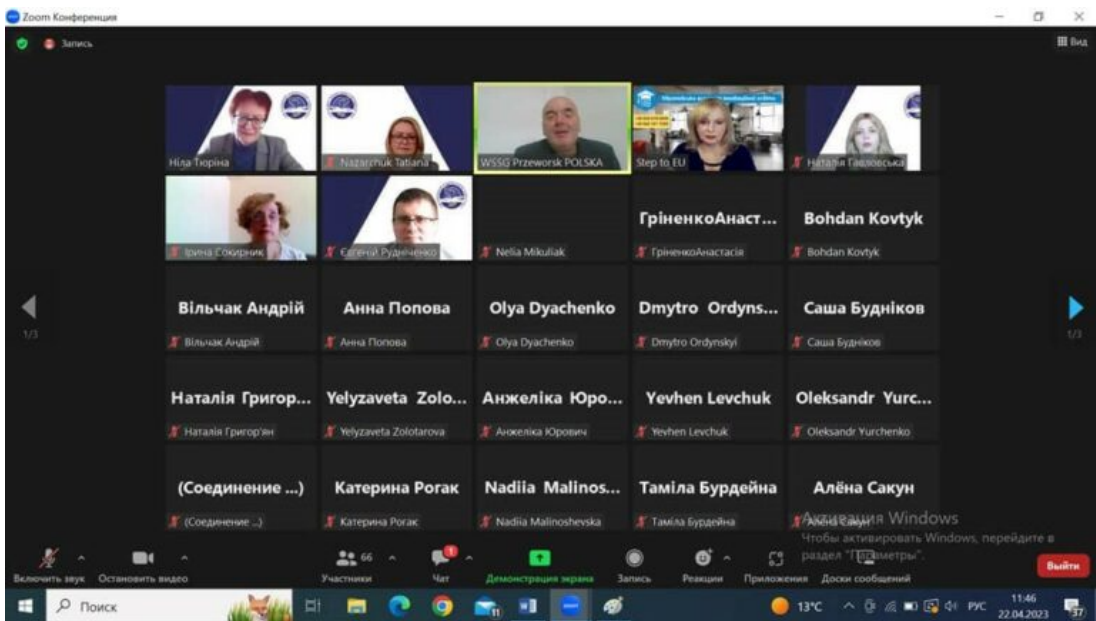 Zoom Конференция
Запись
Вид
Ніла Тюріна
Nazarchuk Tatiana
WSSG Przeworsk POLSKA
Step to EU
Наталія Гавловська
Ірина Сокирник
Євгеній Рудніченко
Nelia Mikuliak
ГріненкоАнаст...
ГріненкоАнастасія
Bohdan Kovtyk
Bohdan Kovtyk
1/3
1/3
Вільчак Андрій
Вільчак Андрій
Анна Попова
Анна Попова
Olya Dyachenko
Olya Dyachenko
Dmytro Ordyns...
Dmytro Ordynskyi
Саша Будніков
Саша Будніков
Наталія Григор...
Наталія Григор'ян
Yelyzaveta Zolo...
Yelyzaveta Zolotarova
Анжеліка Юро...
Анжеліка Юрович
Yevhen Levchuk
Yevhen Levchuk
Oleksandr Yurc...
Oleksandr Yurchenko
(Соединение ...)
(Соединение ...)
Катерина Рогак
Катерина Рогак
Nadiia Malinos...
Nadiia Malinoshevska
Таміла Бурдейна
Таміла Бурдейна
Алёна Сакун
Алёна Сакун
Активация Windows
Чтобы активировать Windows, перейдите в
раздел "Параметры".
Включить звук
Остановить видео
66
Участники
1
Чат
Демонстрация экрана
Запись
Реакции
Приложения
Доски сообщений
Выйти
Поиск
11
13°C
РУС
11:46
22.04.2023
37